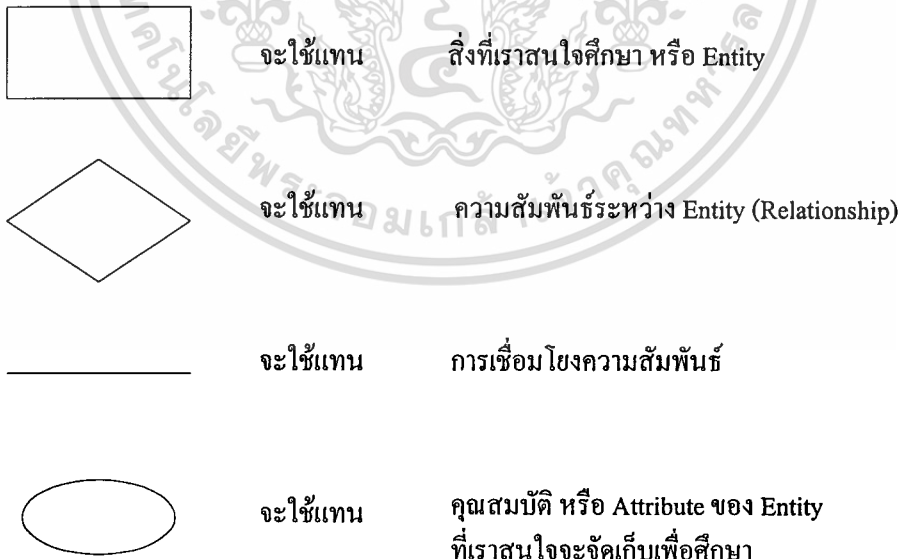 จะใช้แทน สิ่งที่เราสนใจศึกษา หรือ Entity
จะใช้แทน ความสัมพันธ์ระหว่าง Entity (Relationship)
จะใช้แทน การเชื่อมโยงความสัมพันธ์
จะใช้แทน คุณสมบัติ หรือ Attribute ของ Entity
ที่เราสนใจจะจัดเก็บเพื่อศึกษา